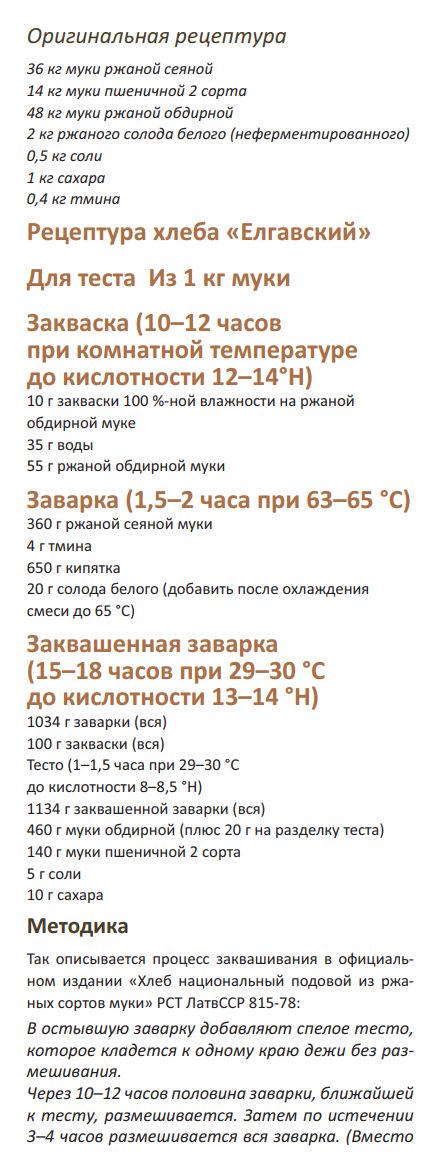 Оригинальная рецептура
36 кг муки ржаной сеяной
14 кг муки пшеничной 2 сорта
48 кг муки ржаной обдирной
2 кг ржаного солода белого (неферментированного)
0,5 кг соли
1 кг сахара
0,4 кг тмина
Рецептура хлеба «Елгавский»
Для теста Из 1 кг муки
Закваска (10–12 часов
при комнатной температуре
до кислотности 12–14°Н)
10 г закваски 100 %-ной влажности на ржаной
обдирной муке
35 г воды
55 г ржаной обдирной муки
Заварка (1,5–2 часа при 63–65 °С)
360 г ржаной сеяной муки
4 г тмина
650 г кипятка
20 г солода белого (добавить после охлаждения
смеси до 65 °С)
Заквашенная заварка
(15–18 часов при 29–30 °С
до кислотности 13–14 °Н)
1034 г заварки (вся)
100 г закваски (вся)
Тесто (1–1,5 часа при 29–30 °С
до кислотности 8–8,5 °Н)
1134 г заквашенной заварки (вся)
460 г муки обдирной (плюс 20 г на разделку теста)
140 г муки пшеничной 2 сорта
5 г соли
10 г сахара
Методика
Так описывается процесс заквашивания в официаль-
ном издании «Хлеб национальный подовой из ржа-
ных сортов муки» РСТ ЛатвССР 815-78:
В остывшую заварку добавляют спелое тесто,
которое кладется к одному краю дежи без раз-
мешивания.
Через 10–12 часов половина заварки, ближайшей
к тесту, размешивается. Затем по истечении
3–4 часов размешивается вся заварка. (Вместо